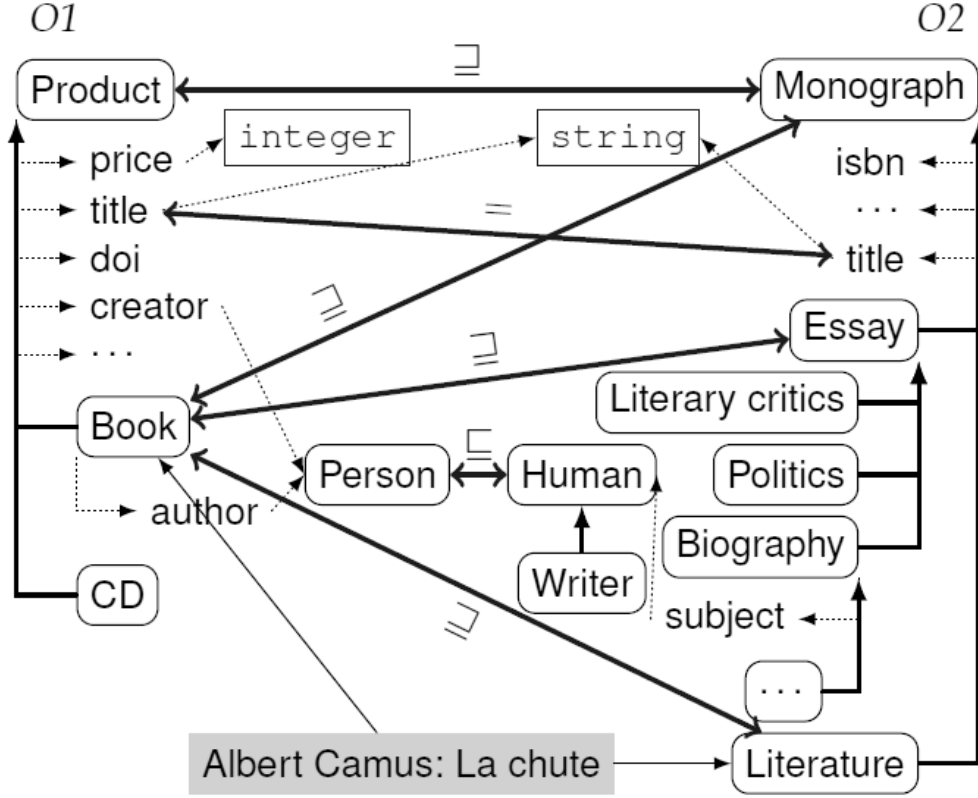 O1
O2
⊒
Product
Monograph
price
integer
string
isbn
title
=
...
doi
title
creator
⊒
Essay
...
⊒
Literary critics
Book
⊑
Person
Human
Politics
author
Biography
CD
Writer
⊒
subject
...
Albert Camus: La chute
Literature